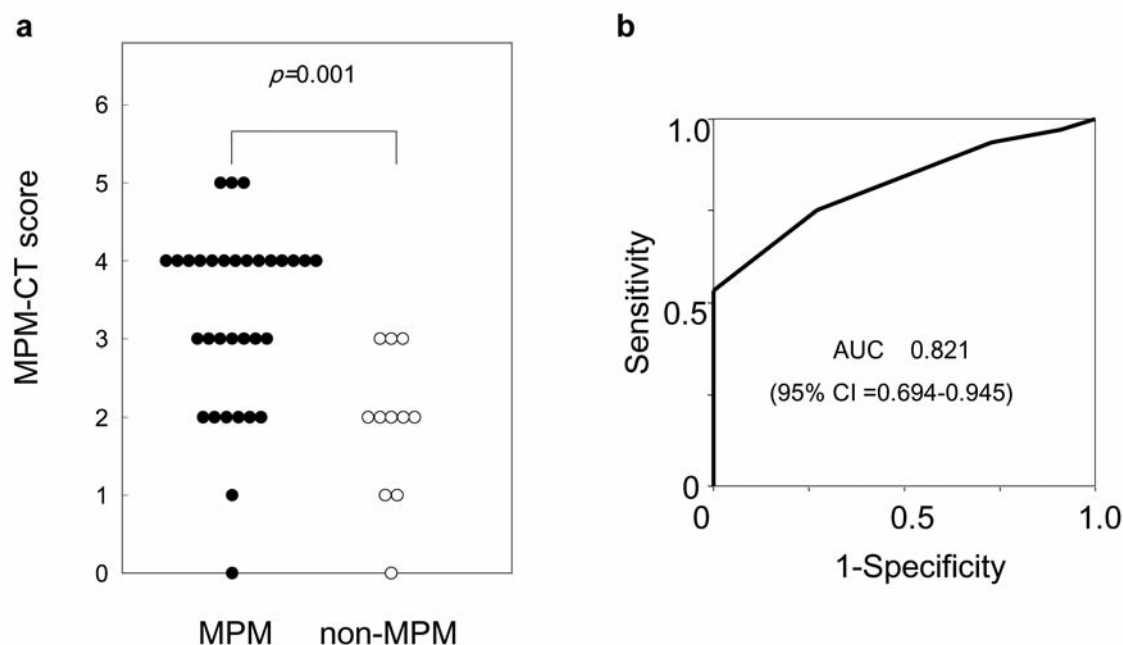 a
p=0.001
MPM-CT score
6
5
4
3
2
1
0
MPM
non-MPM
b
1.0
Sensitivity
0.5
AUC 0.821
(95% CI =0.694-0.945)
0
0
0.5
1.0
1-Specificity